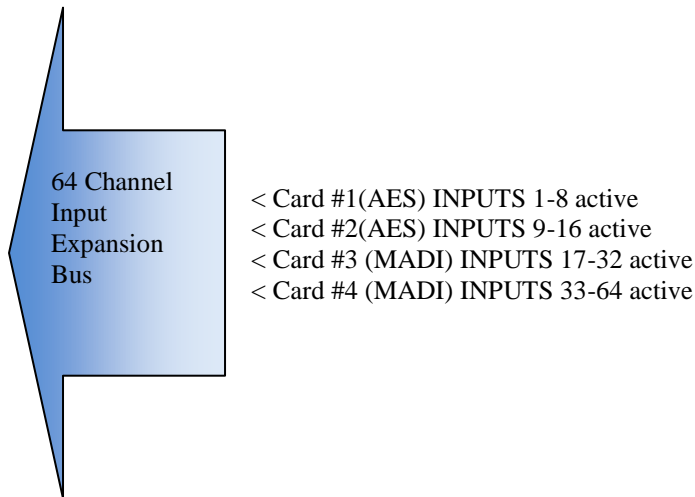 64 Channel
Input
Expansion
Bus
< Card #1(AES) INPUTS 1-8 active
< Card #2(AES) INPUTS 9-16 active
< Card #3 (MADI) INPUTS 17-32 active
< Card #4 (MADI) INPUTS 33-64 active